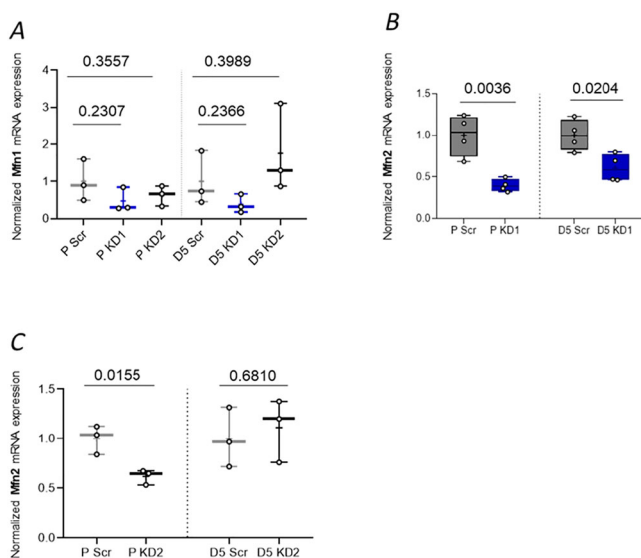 A
0.3557
0.3989
0.2307
0.2366
Normalized Mfn1 mRNA expression
4
3
2
1
0
P Scr
P KD1
P KD2
D5 Scr
D5 KD1
D5 KD2
B
0.0036
0.0204
Normalized Mfn2 mRNA expression
1.5
1.0
0.5
0.0
P Scr
P KD1
D5 Scr
D5 KD1
C
0.0155
0.6810
Normalized Mfn2 mRNA expression
2.0
1.5
1.0
0.5
0.0
P Scr
P KD2
D5 Scr
D5 KD2